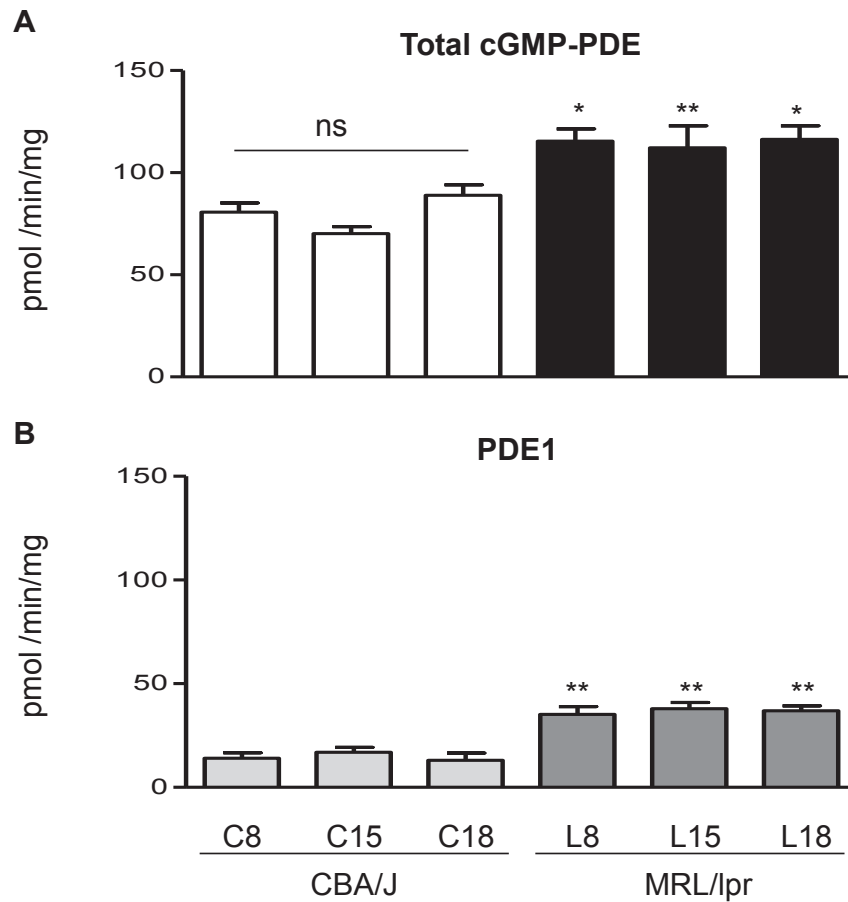 A
Total cGMP-PDE
150
100
50
0
pmol /min/mg
ns
* ** *
B
PDE1
150
100
50
0
pmol /min/mg
** ** **
C8 C15 C18 L8 L15 L18
CBA/J MRL/lpr